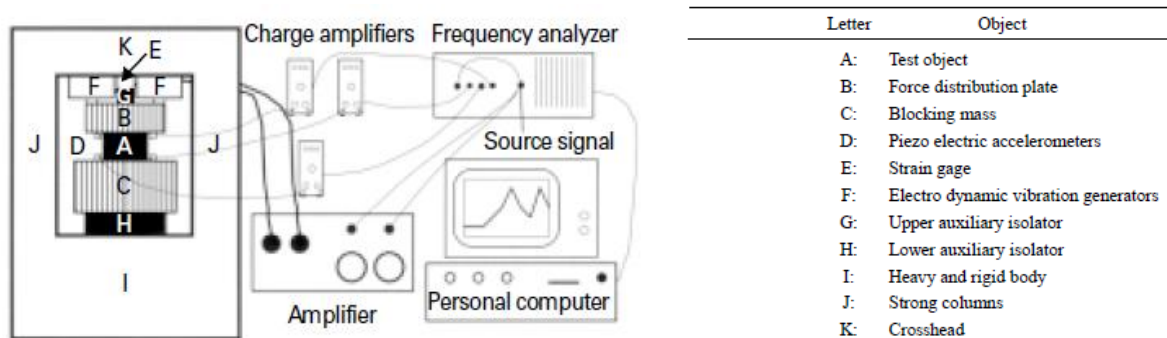 Charge amplifiers
Frequency analyzer
K
E
F
F
G
B
J
D
A
J
C
H
I
Source signal
Amplifier
Personal computer
Letter Object
A: Test object
B: Force distribution plate
C: Blocking mass
D: Piezo electric accelerometers
E: Strain gage
F: Electro dynamic vibration generators
G: Upper auxiliary isolator
H: Lower auxiliary isolator
I: Heavy and rigid body
J: Strong columns
K: Crosshead